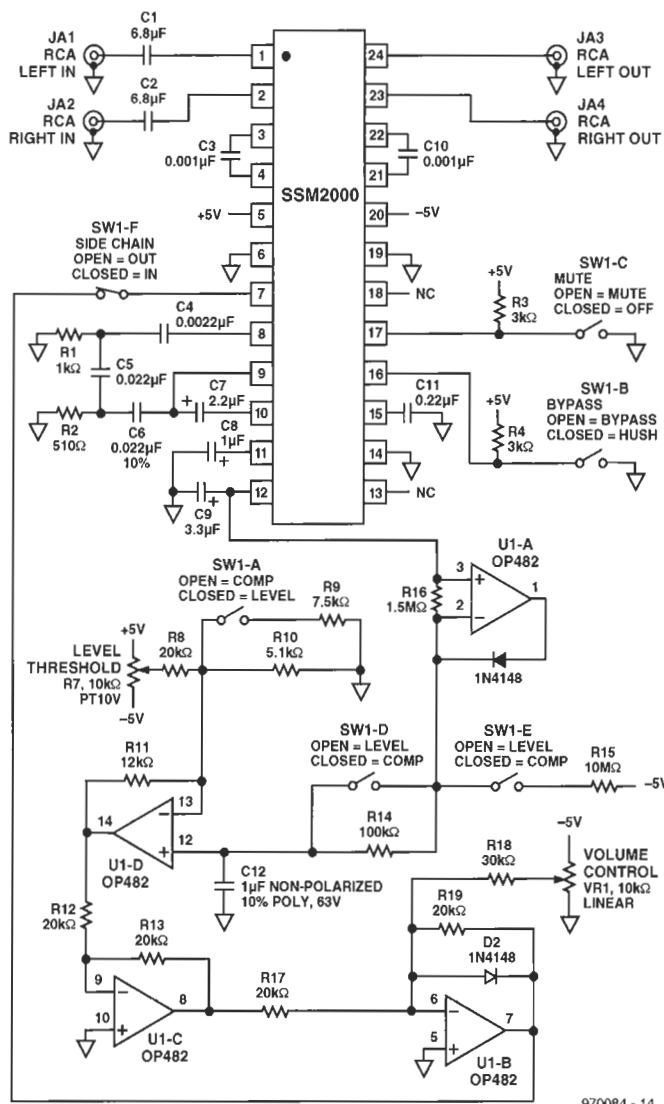 C1
6.8µF
JA1
RCA
LEFT IN
C2
6.8µF
JA2
RCA
RIGHT IN
C3
0.001µF
+5V
1
2
3
4
5
6
7
8
9
10
11
12
SSM2000
24
23
22
21
20
19
18
17
16
15
14
13
JA3
RCA
LEFT OUT
JA4
RCA
RIGHT OUT
C10
0.001µF
–5V
NC
SW1-F
SIDE CHAIN
OPEN = OUT
CLOSED = IN
SW1-C
MUTE
OPEN = MUTE
CLOSED = OFF
+5V
R3
3kΩ
C4
0.0022µF
R1
1kΩ
C5
0.022µF
R2
510Ω
C6
0.022µF
10%
C7
2.2µF
+
C8
1µF
+
C9
3.3µF
+
C11
0.22µF
+5V
R4
3kΩ
SW1-B
BYPASS
OPEN = BYPASS
CLOSED = HUSH
NC
U1-A
OP482
3
+
2
–
1
R16
1.5MΩ
1N4148
SW1-A
OPEN = COMP
CLOSED = LEVEL
R9
7.5kΩ
R10
5.1kΩ
+5V
R8
20kΩ
LEVEL
THRESHOLD
R7, 10kΩ
PT10V
–5V
SW1-D
OPEN = LEVEL
CLOSED = COMP
SW1-E
OPEN = LEVEL
CLOSED = COMP
R15
10MΩ
–5V
R11
12kΩ
14
13
–
12
+
U1-D
OP482
R14
100kΩ
C12
1µF NON-POLARIZED
10% POLY, 63V
–5V
R18
30kΩ
VOLUME
CONTROL
VR1, 10kΩ
LINEAR
R12
20kΩ
R13
20kΩ
R19
20kΩ
D2
1N4148
R17
20kΩ
9
–
10
+
8
U1-C
OP482
6
–
5
+
7
U1-B
OP482
970084 - 14